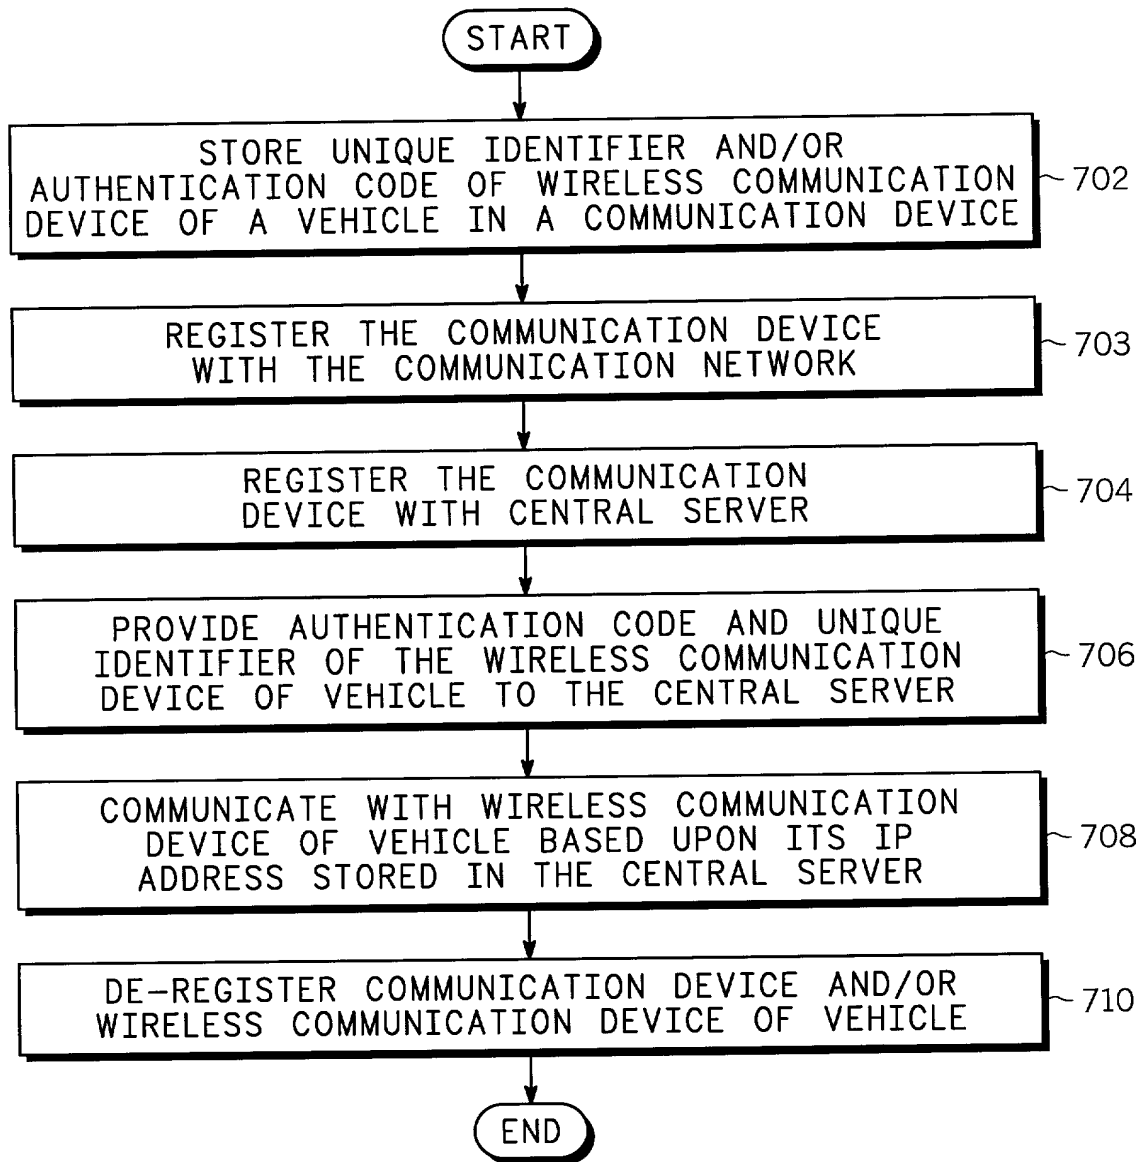 START
STORE UNIQUE IDENTIFIER AND/OR
AUTHENTICATION CODE OF WIRELESS COMMUNICATION
DEVICE OF A VEHICLE IN A COMMUNICATION DEVICE
702
REGISTER THE COMMUNICATION DEVICE
WITH THE COMMUNICATION NETWORK
703
REGISTER THE COMMUNICATION
DEVICE WITH CENTRAL SERVER
704
PROVIDE AUTHENTICATION CODE AND UNIQUE
IDENTIFIER OF THE WIRELESS COMMUNICATION
DEVICE OF VEHICLE TO THE CENTRAL SERVER
706
COMMUNICATE WITH WIRELESS COMMUNICATION
DEVICE OF VEHICLE BASED UPON ITS IP
ADDRESS STORED IN THE CENTRAL SERVER
708
DE-REGISTER COMMUNICATION DEVICE AND/OR
WIRELESS COMMUNICATION DEVICE OF VEHICLE
710
END